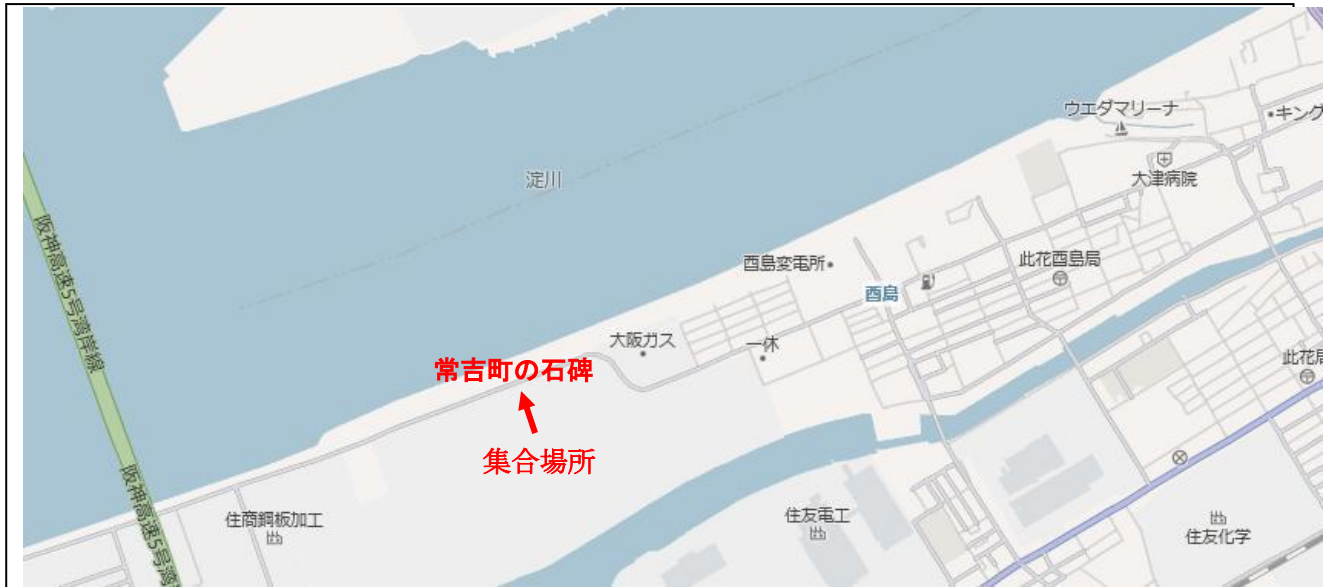 ウエダマリーナ
キング
大津病院
淀川
阪神高速5号湾岸線
酉島変電所
此花酉島局
酉島
大阪ガス
一休
常吉町の石碑
此花局
集合場所
阪神高速5号湾
住商鋼板加工
住友電工
住友化学